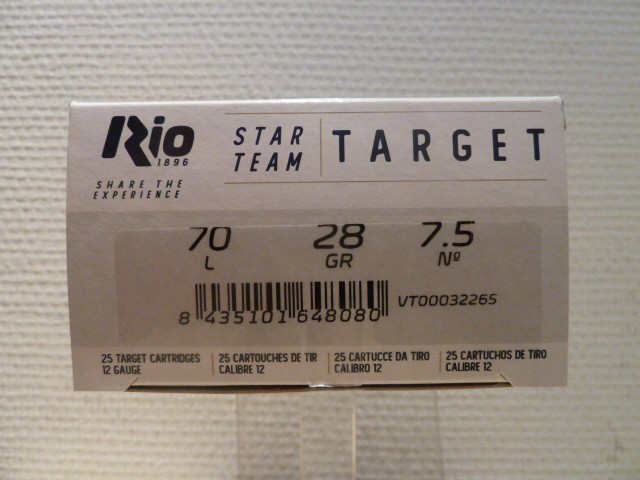 Rio
1896
SHARE THE
EXPERIENCE
STAR
TEAM
TARGET
70 28 7.5
L GR Nº
8 435101 648080
VT00032265
25 TARGET CARTRIDGES
12 GAUGE
25 CARTOUCHES DE TIR
CALIBRE 12
25 CARTUCCE DA TIRO
CALIBRO 12
25 CARTUCHOS DE TIRO
CALIBRE 12